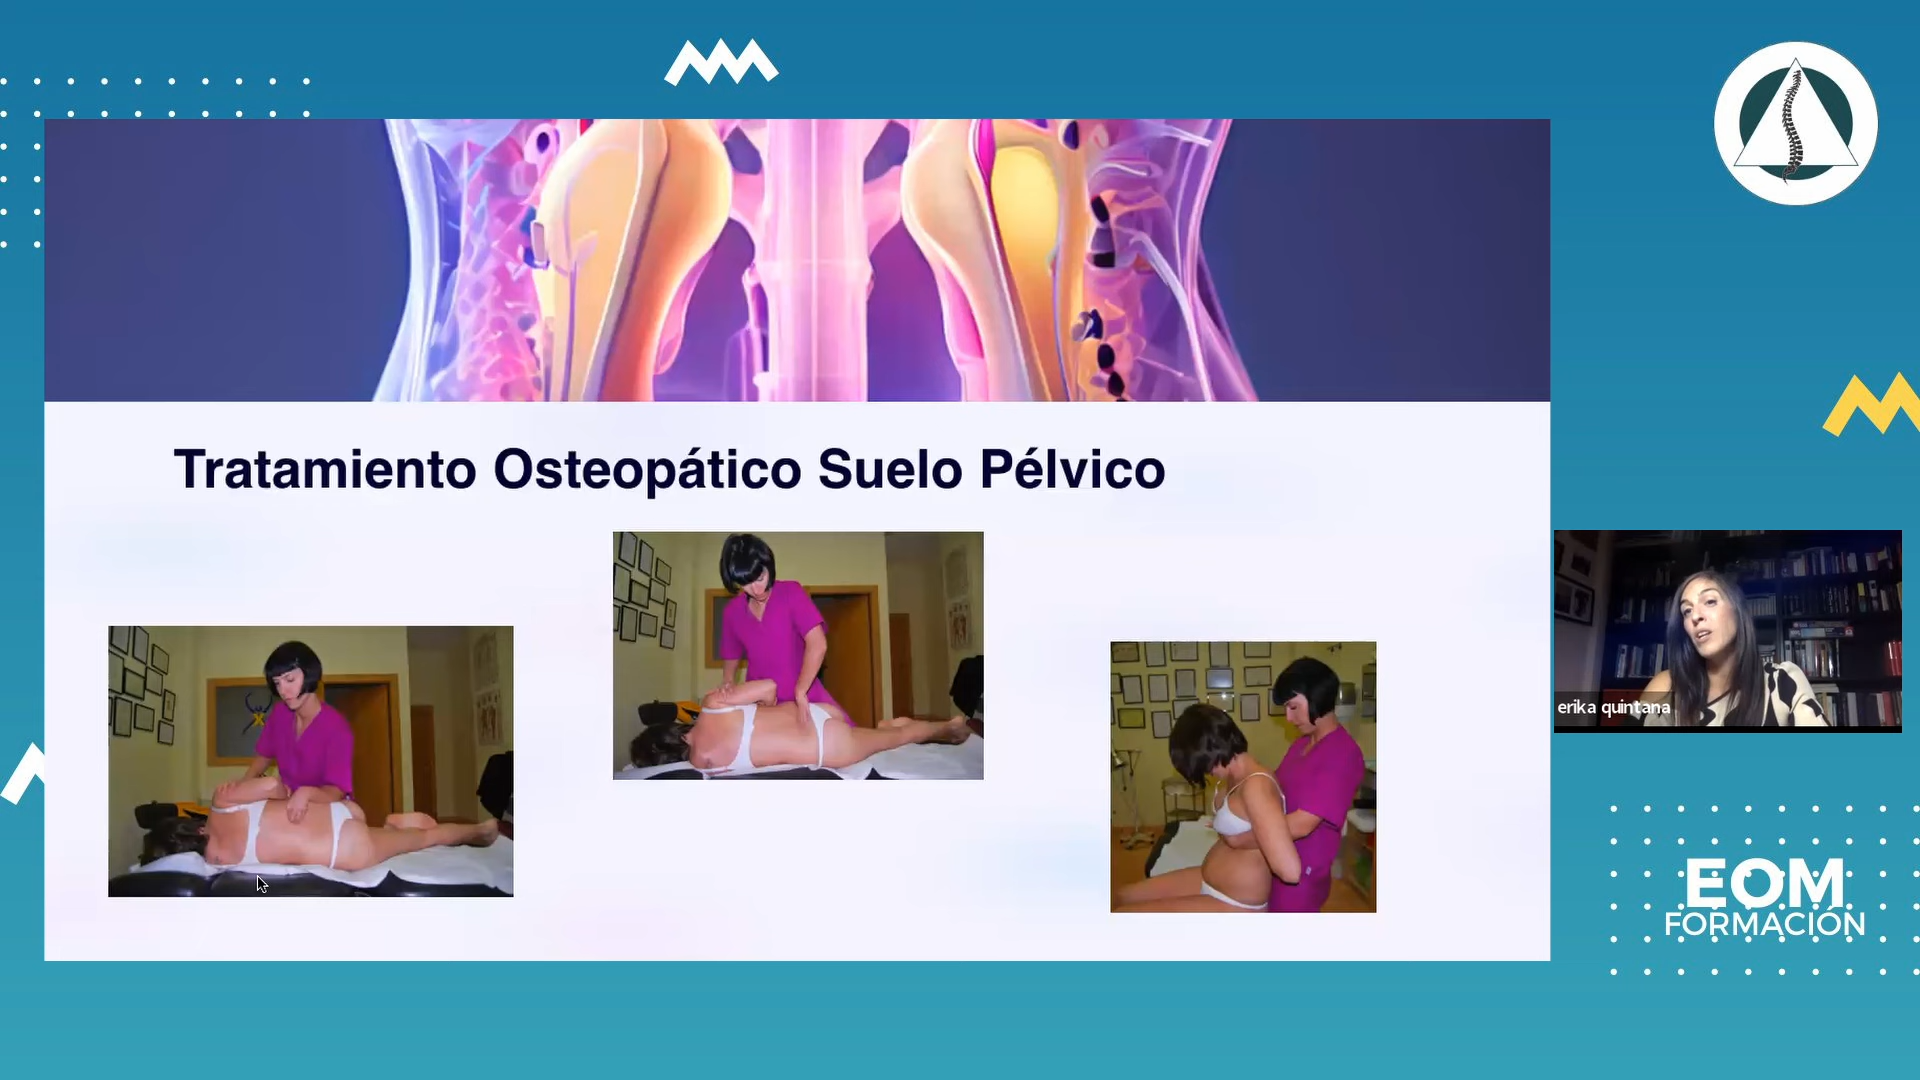 Tratamiento Osteopático Suelo Pélvico
erika quintana
EOM
FORMACIÓN